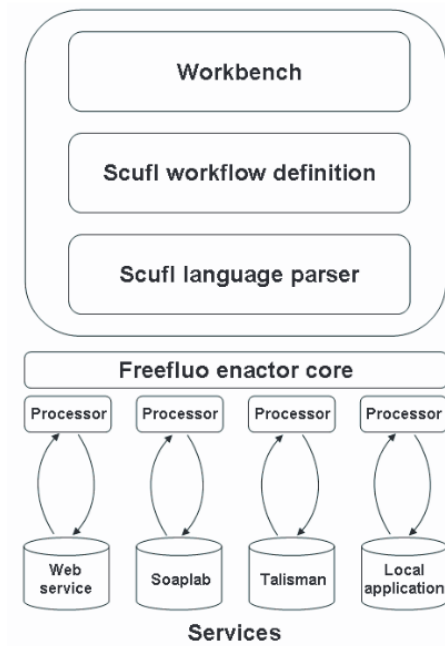 Workbench
Scufl workflow definition
Scufl language parser
Freefluo enactor core
Processor
Processor
Processor
Processor
Web
service
Soaplab
Talisman
Local
application
Services